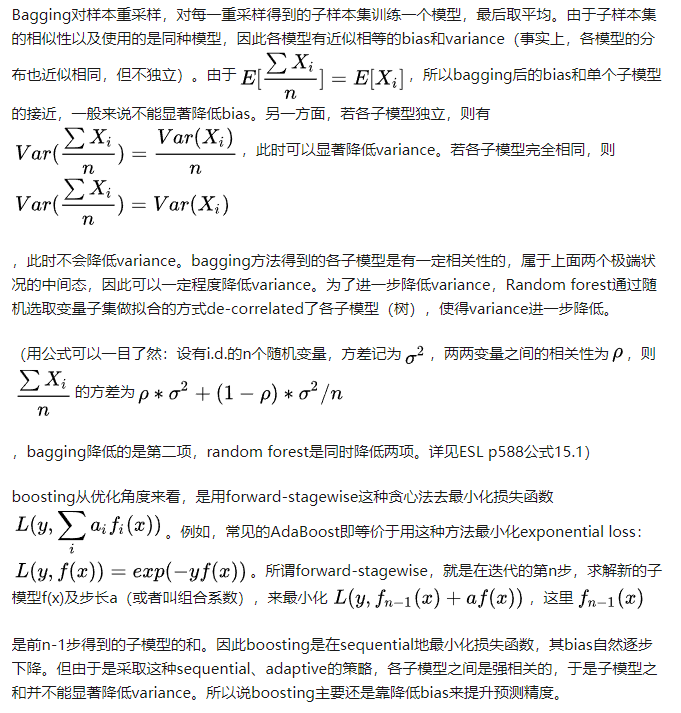 Bagging对样本重采样，对每一重采样得到的子样本集训练一个模型，最后取平均。由于子样本集
的相似性以及使用的是同种模型，因此各模型有近似相等的bias和variance（事实上，各模型的分
布也近似相同，但不独立）。由于 E[∑X_i/n] = E[X_i]，所以bagging后的bias和单个子模型
的接近，一般来说不能显著降低bias。另一方面，若各子模型独立，则有
Var(∑X_i/n) = Var(X_i)/n，此时可以显著降低variance。若各子模型完全相同，则
Var(∑X_i/n) = Var(X_i)
，此时不会降低variance。bagging方法得到的各子模型是有一定相关性的，属于上面两个极端状
况的中间态，因此可以一定程度降低variance。为了进一步降低variance，Random forest通过随
机选取变量子集做拟合的方式de-correlated了各子模型（树），使得variance进一步降低。
（用公式可以一目了然：设有i.d.的n个随机变量，方差记为 σ²，两两变量之间的相关性为 ρ，则
∑X_i/n 的方差为 ρ * σ² + (1 − ρ) * σ²/n
，bagging降低的是第二项，random forest是同时降低两项。详见ESL p588公式15.1）
boosting从优化角度来看，是用forward-stagewise这种贪心法去最小化损失函数
L(y, ∑_i a_i f_i(x))。例如，常见的AdaBoost即等价于用这种方法最小化exponential loss：
L(y, f(x)) = exp(−yf(x))。所谓forward-stagewise，就是在迭代的第n步，求解新的子
模型f(x)及步长a（或者叫组合系数），来最小化 L(y, f_{n−1}(x) + af(x))，这里 f_{n−1}(x)
是前n-1步得到的子模型的和。因此boosting是在sequential地最小化损失函数，其bias自然逐步
下降。但由于是采取这种sequential、adaptive的策略，各子模型之间是强相关的，于是子模型之
和并不能显著降低variance。所以说boosting主要还是靠降低bias来提升预测精度。